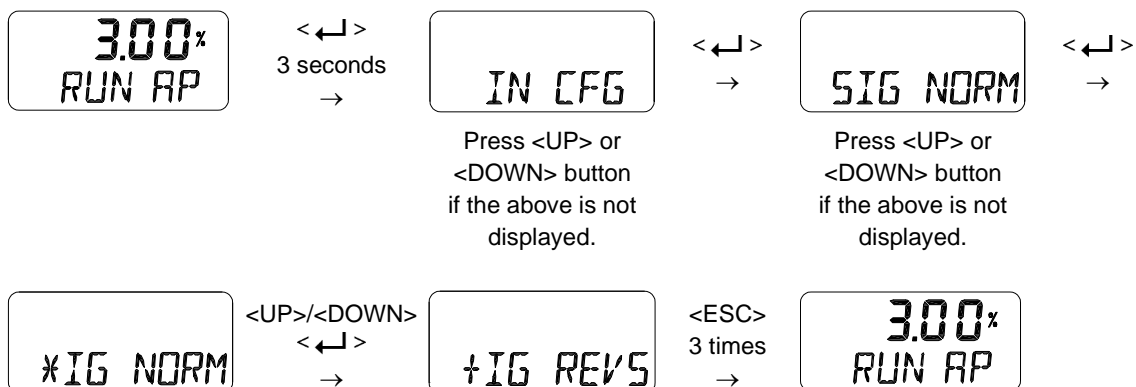 3.00%
RUN AP
< ↵ >
3 seconds
→
IN CFG
Press <UP> or
<DOWN> button
if the above is not
displayed.
< ↵ >
→
SIG NORM
Press <UP> or
<DOWN> button
if the above is not
displayed.
< ↵ >
→
*IG NORM
<UP>/<DOWN>
< ↵ >
→
+IG REVS
<ESC>
3 times
→
3.00%
RUN AP